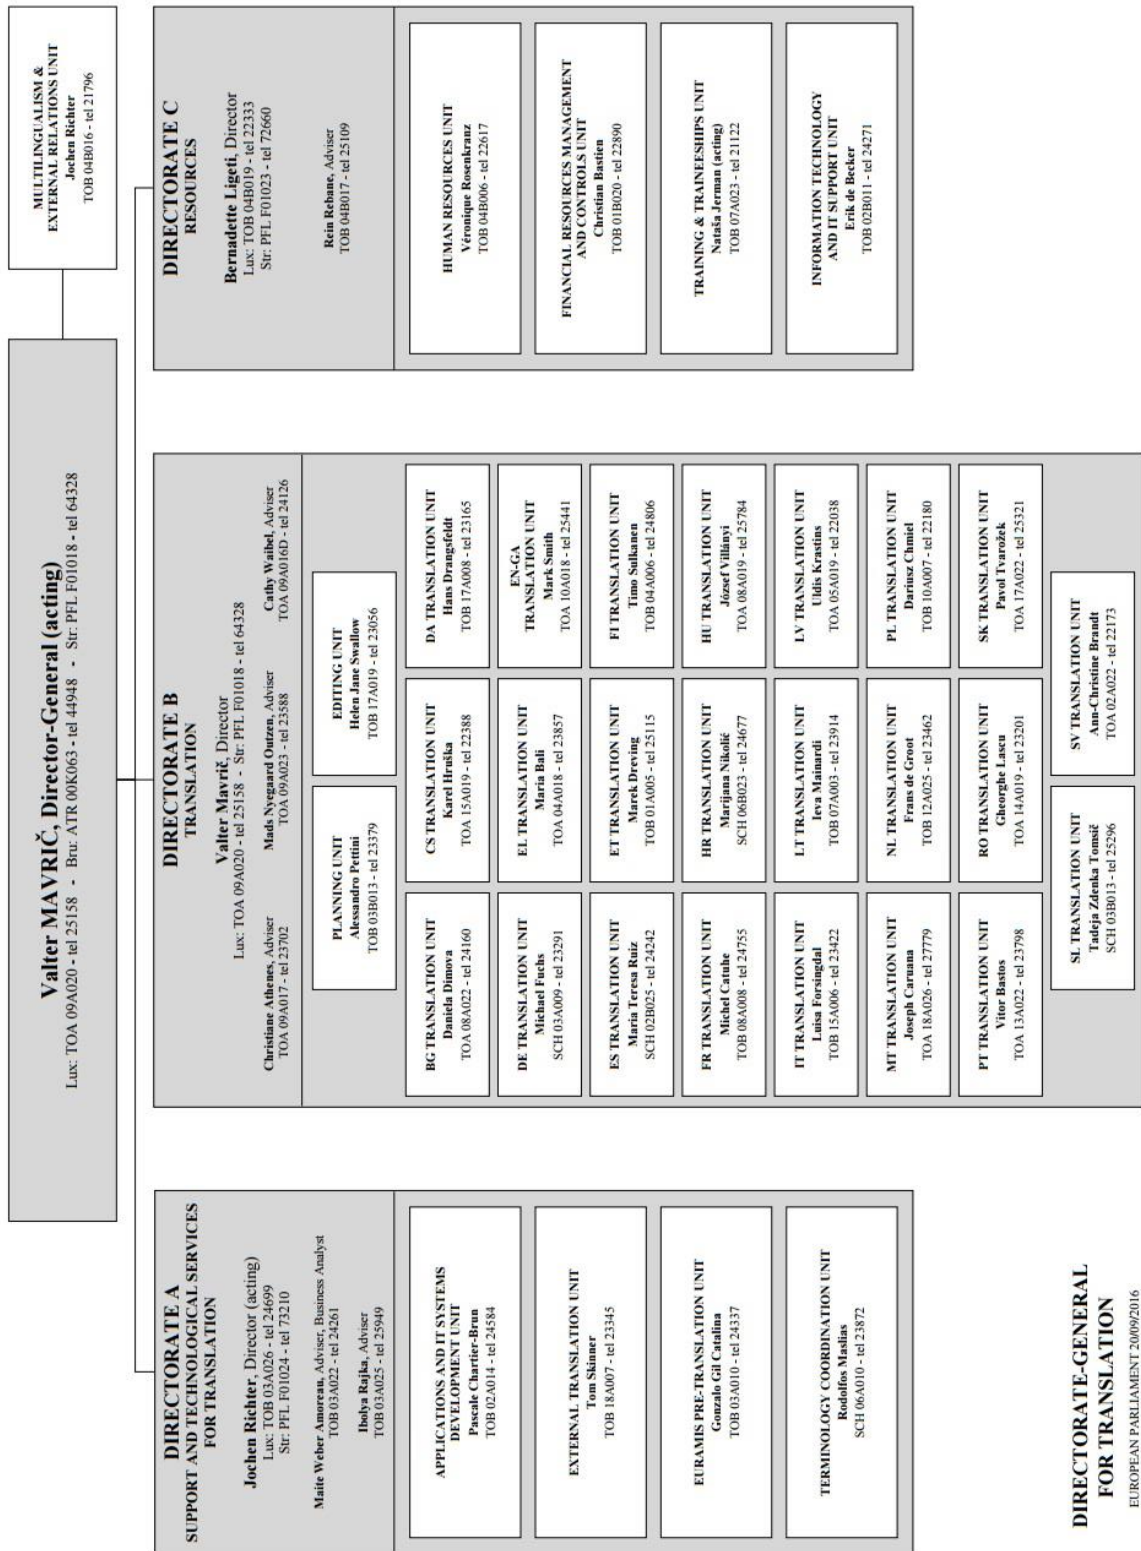 Valter MAVRIČ, Director-General (acting)
Lux: TOA 09A020 - tel 25158 - Bru: ATR 00K063 - tel 44948 - Str: PFL F01018 - tel 64328
MULTILINGUALISM &
EXTERNAL RELATIONS UNIT
Jochen Richter
TOB 04B016 - tel 21796
DIRECTORATE A
SUPPORT AND TECHNOLOGICAL SERVICES
FOR TRANSLATION
Jochen Richter, Director (acting)
Lux: TOB 03A026 - tel 24699
Str: PFL F01024 - tel 73210
Maite Weber Amoreau, Adviser, Business Analyst
TOB 03A022 - tel 24261
Ibolya Rajka, Adviser
TOB 03A025 - tel 25949
APPLICATIONS AND IT SYSTEMS
DEVELOPMENT UNIT
Pascale Chartier-Brun
TOB 02A014 - tel 24584
EXTERNAL TRANSLATION UNIT
Tom Skinner
TOB 18A007 - tel 23345
EURAMIS PRE-TRANSLATION UNIT
Gonzalo Gil Catalina
TOB 03A010 - tel 24337
TERMINOLOGY COORDINATION UNIT
Rodolfos Maslias
SCH 06A010 - tel 23872
DIRECTORATE B
TRANSLATION
Valter Mavrič, Director
Lux: TOA 09A020 - tel 25158 - Str: PFL F01018 - tel 64328
Christiane Athenes, Adviser
TOA 09A017 - tel 23702
Mads Nyegaard Outzen, Adviser
TOA 09A023 - tel 23588
Cathy Waibel, Adviser
TOA 09A016D - tel 24126
PLANNING UNIT
Alessandro Pettini
TOB 03B013 - tel 23379
EDITING UNIT
Helen Jane Swallow
TOB 17A019 - tel 23056
BG TRANSLATION UNIT
Daniela Dimova
TOA 08A022 - tel 24160
CS TRANSLATION UNIT
Karel Hruška
TOA 15A019 - tel 22388
DA TRANSLATION UNIT
Hans Drangsfeldt
TOB 17A008 - tel 23165
DE TRANSLATION UNIT
Michael Fuchs
SCH 03A009 - tel 23291
EL TRANSLATION UNIT
Maria Bali
TOA 04A018 - tel 23857
EN-GA
TRANSLATION UNIT
Mark Smith
TOA 10A018 - tel 25441
ES TRANSLATION UNIT
Maria Teresa Ruiz
SCH 02B025 - tel 24242
ET TRANSLATION UNIT
Marek Dreving
TOB 01A005 - tel 25115
FI TRANSLATION UNIT
Timo Sulkanen
TOB 04A006 - tel 24806
FR TRANSLATION UNIT
Michel Catuhe
TOB 08A008 - tel 24755
HR TRANSLATION UNIT
Marijana Nikolić
SCH 06B023 - tel 24677
HU TRANSLATION UNIT
József Villányi
TOA 08A019 - tel 25784
IT TRANSLATION UNIT
Luisa Forsingdal
TOB 15A006 - tel 23422
LT TRANSLATION UNIT
Ieva Mainardi
TOB 07A003 - tel 23914
LV TRANSLATION UNIT
Uldis Krastins
TOA 05A019 - tel 22038
MT TRANSLATION UNIT
Joseph Caruana
TOA 18A026 - tel 27779
NL TRANSLATION UNIT
Frans de Groot
TOB 12A025 - tel 23462
PL TRANSLATION UNIT
Dariusz Chmiel
TOB 10A007 - tel 22180
PT TRANSLATION UNIT
Vitor Bastos
TOA 13A022 - tel 23798
RO TRANSLATION UNIT
Gheorghe Lascu
TOA 14A019 - tel 23201
SK TRANSLATION UNIT
Pavol Tvarožek
TOA 17A022 - tel 25321
SL TRANSLATION UNIT
Tadeja Zdenka Tomsič
SCH 03B013 - tel 25296
SV TRANSLATION UNIT
Ann-Christine Brandt
TOA 02A022 - tel 22173
DIRECTORATE C
RESOURCES
Bernadette Ligeti, Director
Lux: TOB 04B019 - tel 22333
Str: PFL F01023 - tel 72660
Rein Rebane, Adviser
TOB 04B017 - tel 25109
HUMAN RESOURCES UNIT
Véronique Rosenkranz
TOB 04B006 - tel 22617
FINANCIAL RESOURCES MANAGEMENT
AND CONTROLS UNIT
Christian Bastien
TOB 01B020 - tel 22890
TRAINING & TRAINEESHIPS UNIT
Nataša Jerman (acting)
TOB 07A023 - tel 21122
INFORMATION TECHNOLOGY
AND IT SUPPORT UNIT
Erik de Becker
TOB 02B011 - tel 24271
DIRECTORATE-GENERAL
FOR TRANSLATION
EUROPEAN PARLIAMENT 20/09/2016